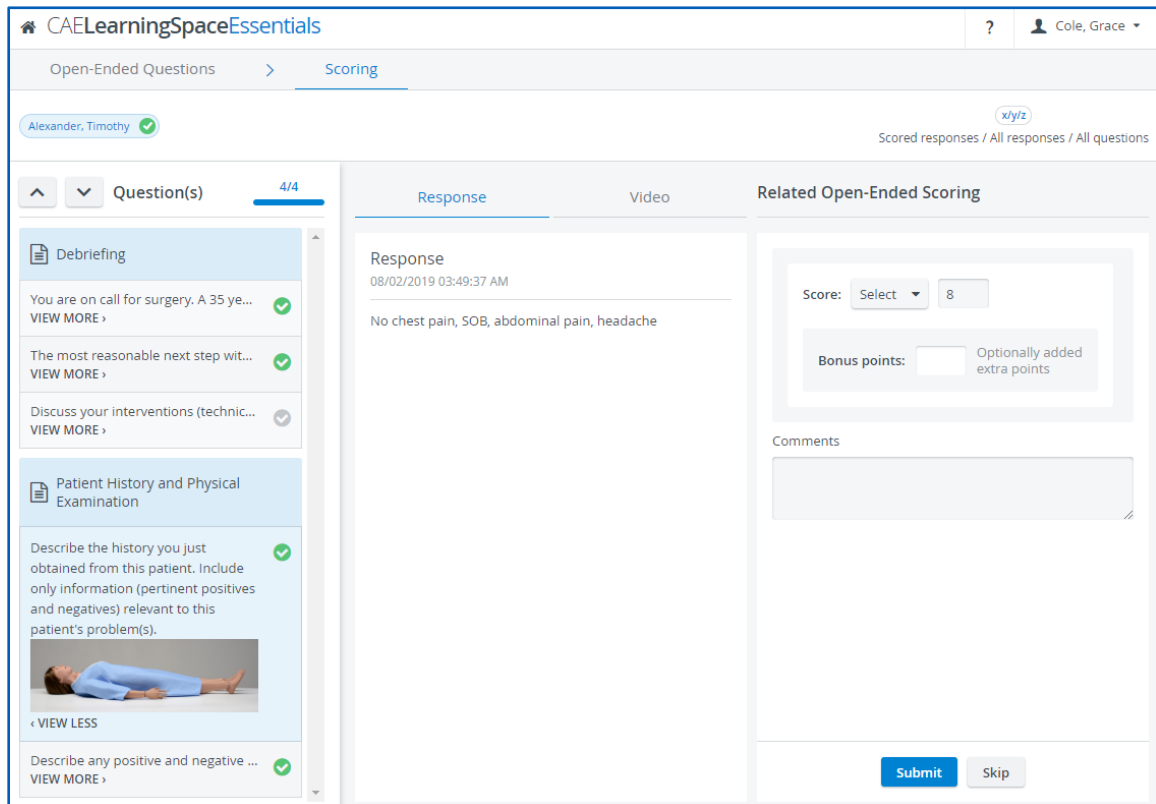 CAELearningSpaceEssentials
?
Cole, Grace
Open-Ended Questions
Scoring
Alexander, Timothy
x/y/z
Scored responses / All responses / All questions
Question(s)
4/4
Debriefing
You are on call for surgery. A 35 ye...
VIEW MORE ›
The most reasonable next step wit...
VIEW MORE ›
Discuss your interventions (technic...
VIEW MORE ›
Patient History and Physical
Examination
Describe the history you just
obtained from this patient. Include
only information (pertinent positives
and negatives) relevant to this
patient's problem(s).
‹ VIEW LESS
Describe any positive and negative ...
VIEW MORE ›
Response
Video
Response
08/02/2019 03:49:37 AM
No chest pain, SOB, abdominal pain, headache
Related Open-Ended Scoring
Score: Select 8
Bonus points:
Optionally added
extra points
Comments
Submit
Skip